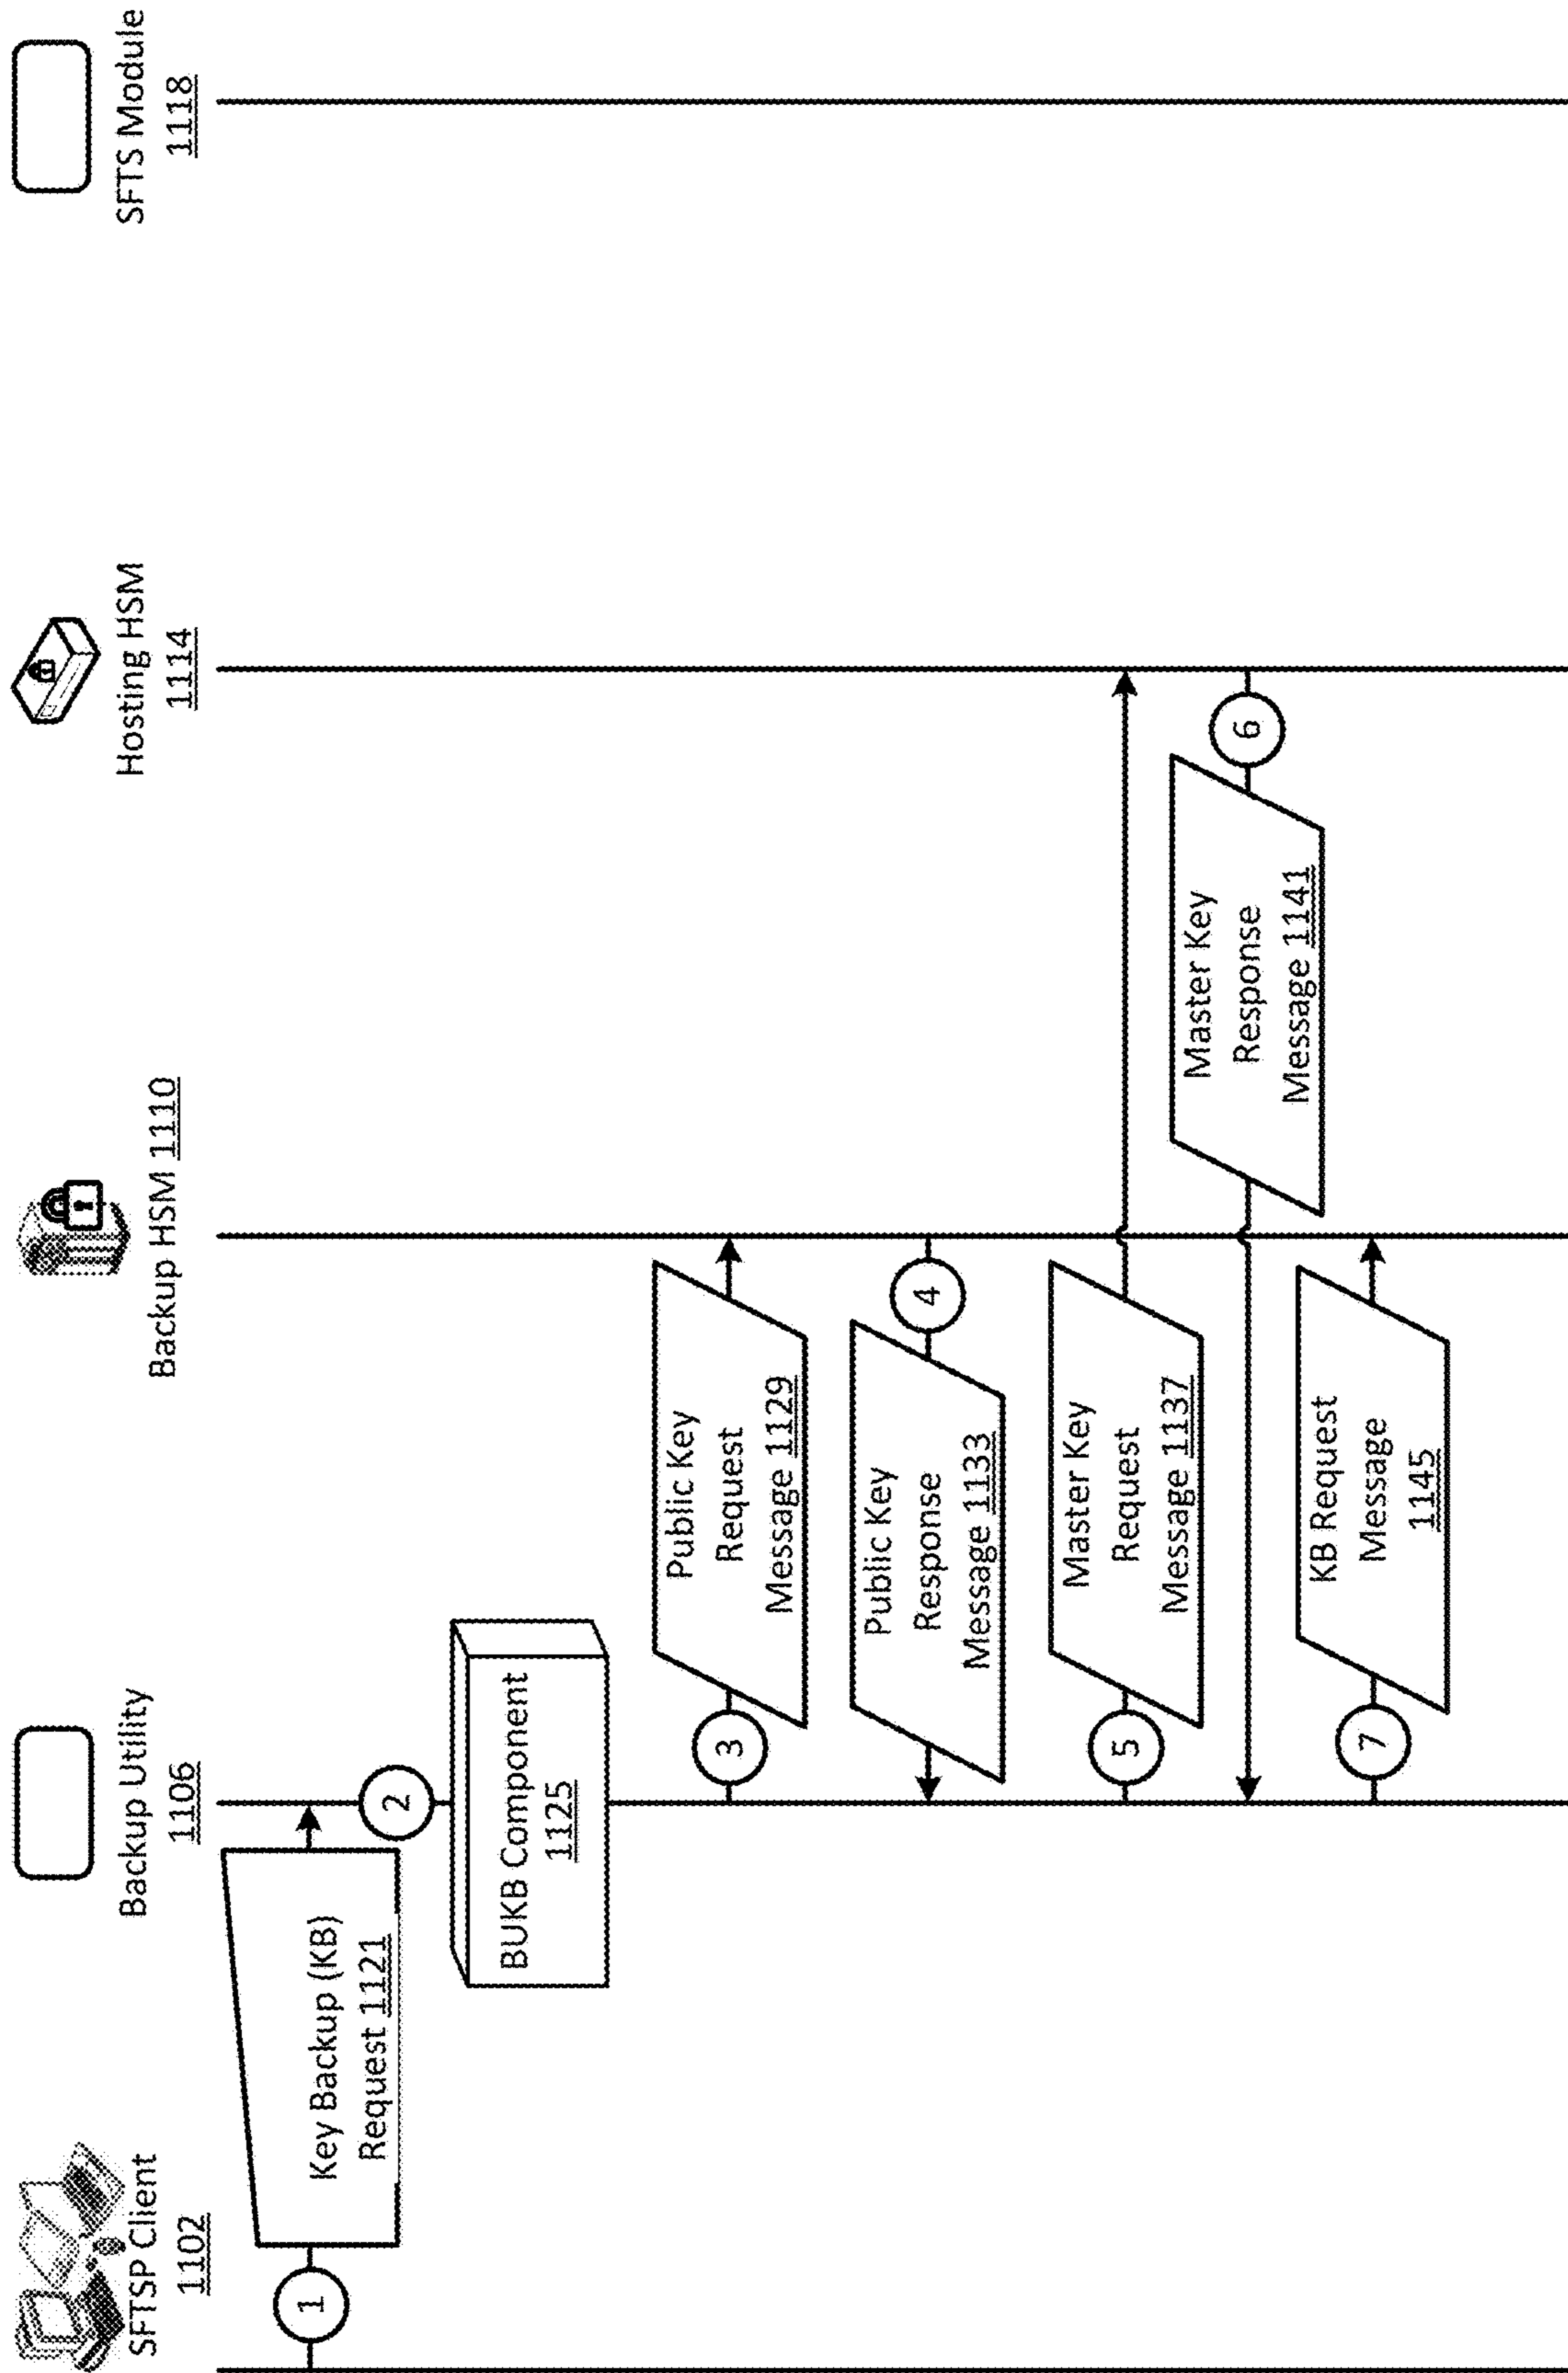 SFTSP Client
1102
Backup Utility
1106
Backup HSM 1110
Hosting HSM
1114
SFTS Module
1118
1
Key Backup (KB)
Request 1121
2
BUKB Component
1125
3
Public Key
Request
Message 1129
4
Public Key
Response
Message 1133
5
Master Key
Request
Message 1137
6
Master Key
Response
Message 1141
7
KB Request
Message
1145